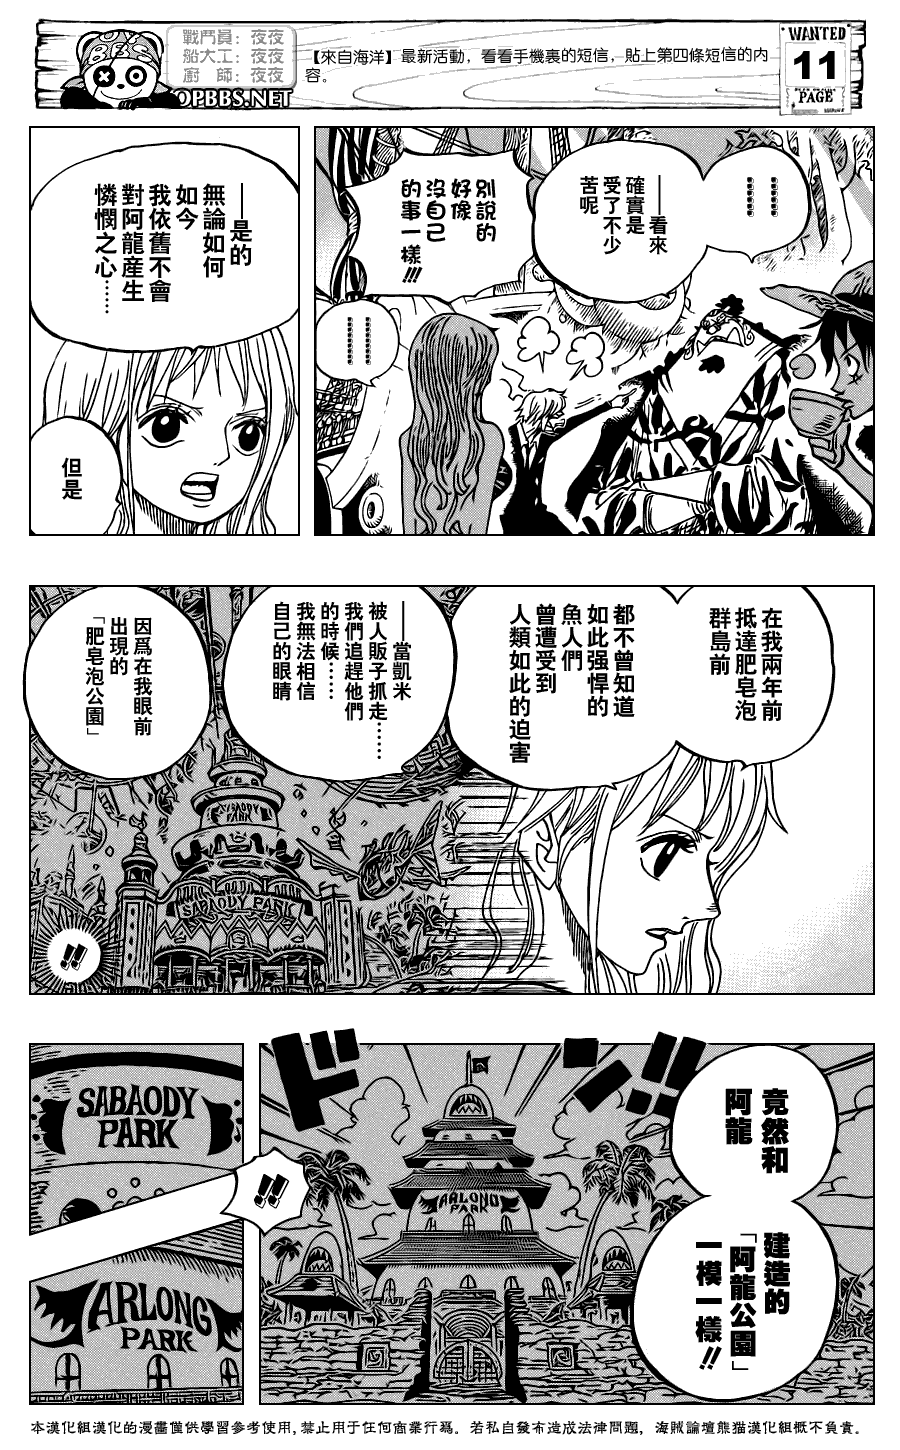 戰鬥員：夜夜
船大工：夜夜
廚　師：夜夜
OPBBS.NET
【來自海洋】最新活動，看看手機裏的短信，貼上第四條短信的內
容。
WANTED
11
PAGE
………
——看來
確實是
受了不少
苦呢
別說的
好像
沒自己
的事一樣!!!
………
——是的
無論如何
如今
我依舊不會
對阿龍産生
憐憫之心……
但是
在我兩年前
抵達肥皂泡
群島前
都不曾知道
如此强悍的
魚人們
曾遭受到
人類如此的迫害
——當凱米
被人販子抓走……
我們追趕他們
的時候……
我無法相信
自己的眼睛
因爲在我眼前
出現的
「肥皂泡公園」
SABAODY
PARK
SABAODY PARK
!!
ド
ン
!!
竟然和
阿龍
建造的
「阿龍公園」
一模一樣!!
ARLONG
PARK
SABAODY
PARK
!!
ARLONG
PARK
本漢化組漢化的漫畫僅供學習參考使用,禁止用于任何商業行爲。若私自發布造成法律問題，海賊論壇熊猫漢化組概不負責。